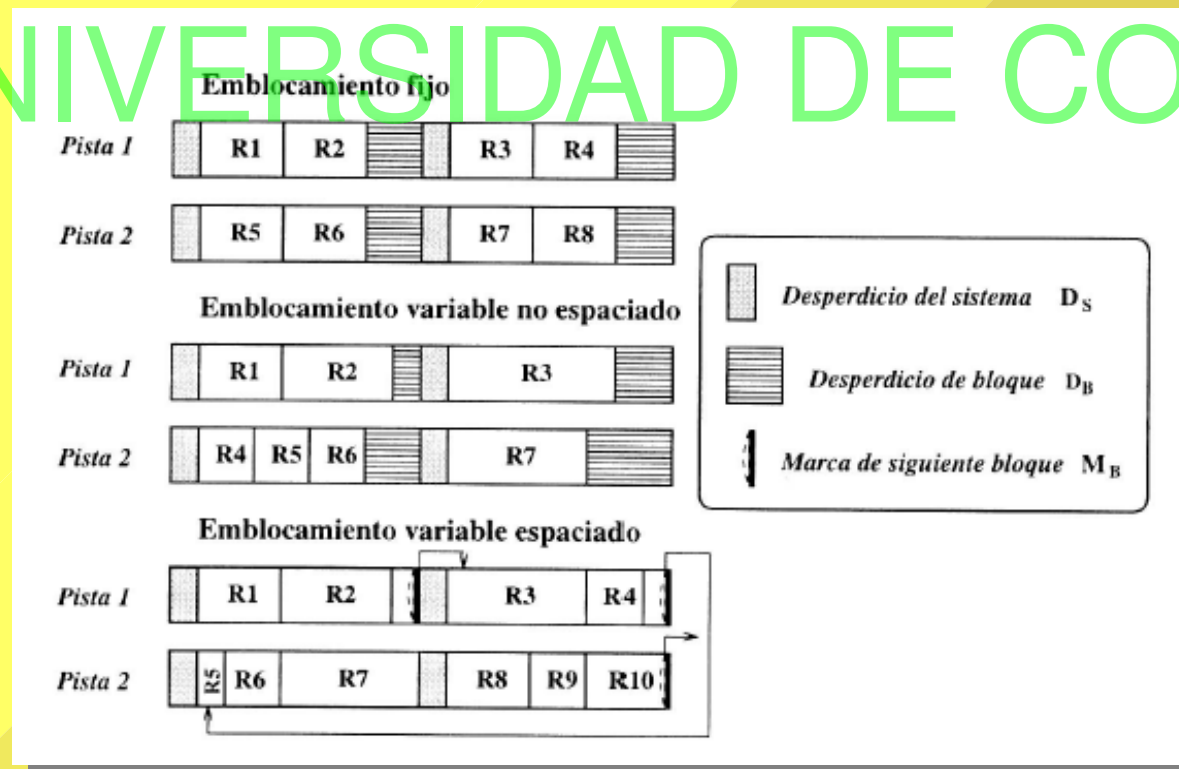 NIVERSIDAD DE CO
Emblocamiento fijo
Pista 1 R1 R2 R3 R4
Pista 2 R5 R6 R7 R8
Emblocamiento variable no espaciado
Pista 1 R1 R2 R3
Pista 2 R4 R5 R6 R7
Emblocamiento variable espaciado
Pista 1 R1 R2 R3 R4
Pista 2 R5 R6 R7 R8 R9 R10
Desperdicio del sistema DS
Desperdicio de bloque DB
Marca de siguiente bloque MB